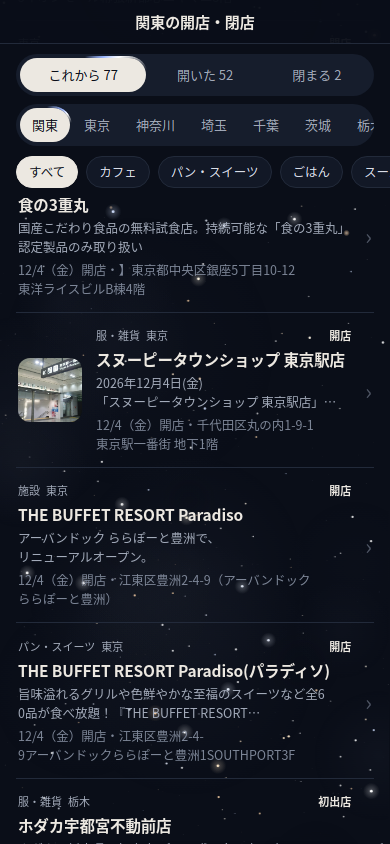 関東の開店・閉店
これから 77 開いた 52 閉まる 2
関東 東京 神奈川 埼玉 千葉 茨城 栃
すべて カフェ パン・スイーツ ごはん スー
食の3重丸
国産こだわり食品の無料試食店。持続可能な「食の3重丸」
認定製品のみ取り扱い
12/4（金）開店・】東京都中央区銀座5丁目10-12
東洋ライスビルB棟4階
服・雑貨 東京 開店
スヌーピータウンショップ 東京駅店
2026年12月4日(金)
「スヌーピータウンショップ 東京駅店」…
12/4（金）開店・千代田区丸の内1-9-1
東京駅一番街 地下1階
施設 東京 開店
THE BUFFET RESORT Paradiso
アーバンドック ららぽーと豊洲で、
リニューアルオープン。
12/4（金）開店・江東区豊洲2-4-9（アーバンドック
ららぽーと豊洲）
パン・スイーツ 東京 開店
THE BUFFET RESORT Paradiso(パラディソ)
旨味溢れるグリルや色鮮やかな至福のスイーツなど全6
0品が食べ放題！『THE BUFFET RESORT…
12/4（金）開店・江東区豊洲2-4-
9アーバンドックららぽーと豊洲1SOUTHPORT3F
服・雑貨 栃木 初出店
ホダカ宇都宮不動前店